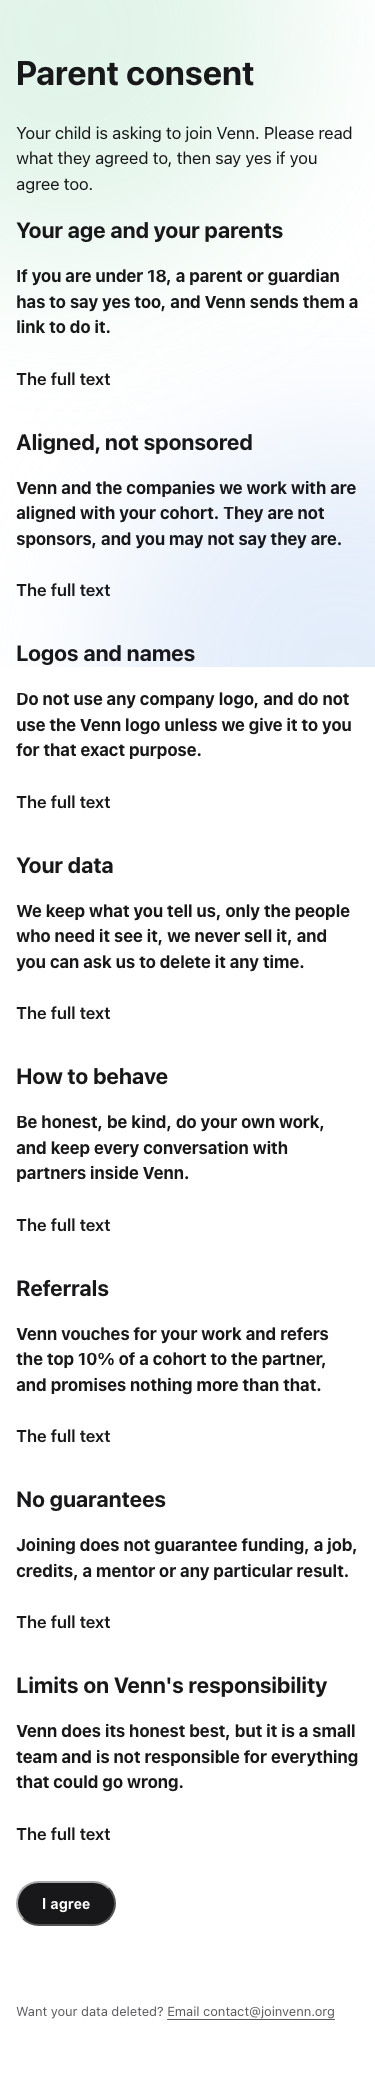 Parent consent
Your child is asking to join Venn. Please read
what they agreed to, then say yes if you
agree too.
Your age and your parents
If you are under 18, a parent or guardian
has to say yes too, and Venn sends them a
link to do it.
The full text
Aligned, not sponsored
Venn and the companies we work with are
aligned with your cohort. They are not
sponsors, and you may not say they are.
The full text
Logos and names
Do not use any company logo, and do not
use the Venn logo unless we give it to you
for that exact purpose.
The full text
Your data
We keep what you tell us, only the people
who need it see it, we never sell it, and
you can ask us to delete it any time.
The full text
How to behave
Be honest, be kind, do your own work,
and keep every conversation with
partners inside Venn.
The full text
Referrals
Venn vouches for your work and refers
the top 10% of a cohort to the partner,
and promises nothing more than that.
The full text
No guarantees
Joining does not guarantee funding, a job,
credits, a mentor or any particular result.
The full text
Limits on Venn's responsibility
Venn does its honest best, but it is a small
team and is not responsible for everything
that could go wrong.
The full text
I agree
Want your data deleted? Email contact@joinvenn.org